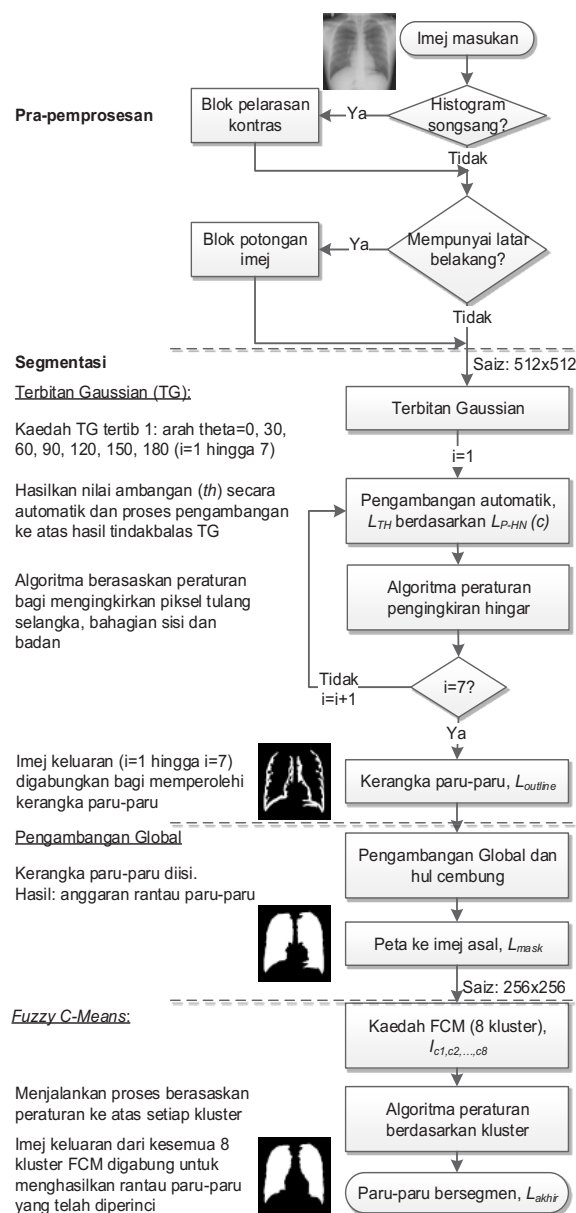 Imej masukan
Pra-pemprosesan
Blok pelarasan
kontras
Ya
Histogram
songsang?
Tidak
Blok potongan
imej
Ya
Mempunyai latar
belakang?
Tidak
Segmentasi
Saiz: 512x512
Terbitan Gaussian (TG):
Terbitan Gaussian
Kaedah TG tertib 1: arah theta=0, 30,
60, 90, 120, 150, 180 (i=1 hingga 7)
i=1
Hasilkan nilai ambangan (th) secara
automatik dan proses pengambangan
ke atas hasil tindakbalas TG
Pengambangan automatik,
L_TH berdasarkan L_P-HN (c)
Algoritma berasaskan peraturan
bagi mengingkirkan piksel tulang
selangka, bahagian sisi dan
badan
Algoritma peraturan
pengingkiran hingar
Tidak
i=i+1
i=7?
Ya
Imej keluaran (i=1 hingga i=7)
digabungkan bagi memperolehi
kerangka paru-paru
Kerangka paru-paru, L_outline
Pengambangan Global
Kerangka paru-paru diisi.
Hasil: anggaran rantau paru-paru
Pengambangan Global dan
hul cembung
Peta ke imej asal, L_mask
Saiz: 256x256
Fuzzy C-Means:
Kaedah FCM (8 kluster),
I_c1,c2,...,c8
Menjalankan proses berasaskan
peraturan ke atas setiap kluster
Algoritma peraturan
berdasarkan kluster
Imej keluaran dari kesemua 8
kluster FCM digabung untuk
menghasilkan rantau paru-paru
yang telah diperinci
Paru-paru bersegmen, L_akhir